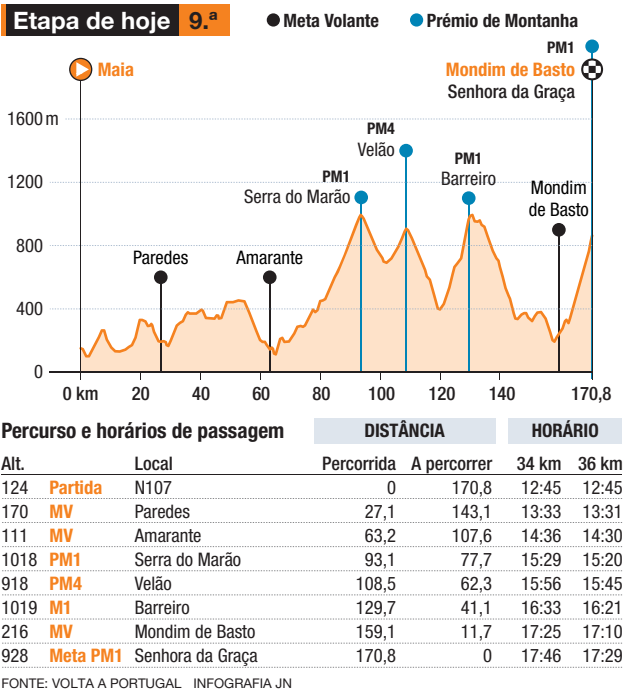 Etapa de hoje 9.ª
Meta Volante
Prémio de Montanha
Maia
PM1
Mondim de Basto
Senhora da Graça
1600 m
PM4
Velão
PM1
Serra do Marão
PM1
Barreiro
1200
Mondim
de Basto
800
Paredes
Amarante
400
0
0 km 20 40 60 80 100 120 140 170,8
Percurso e horários de passagem DISTÂNCIA HORÁRIO
Alt. Local Percorrida A percorrer 34 km 36 km
124 Partida N107 0 170,8 12:45 12:45
170 MV Paredes 27,1 143,1 13:33 13:31
111 MV Amarante 63,2 107,6 14:36 14:30
1018 PM1 Serra do Marão 93,1 77,7 15:29 15:20
918 PM4 Velão 108,5 62,3 15:56 15:45
1019 M1 Barreiro 129,7 41,1 16:33 16:21
216 MV Mondim de Basto 159,1 11,7 17:25 17:10
928 Meta PM1 Senhora da Graça 170,8 0 17:46 17:29
FONTE: VOLTA A PORTUGAL INFOGRAFIA JN